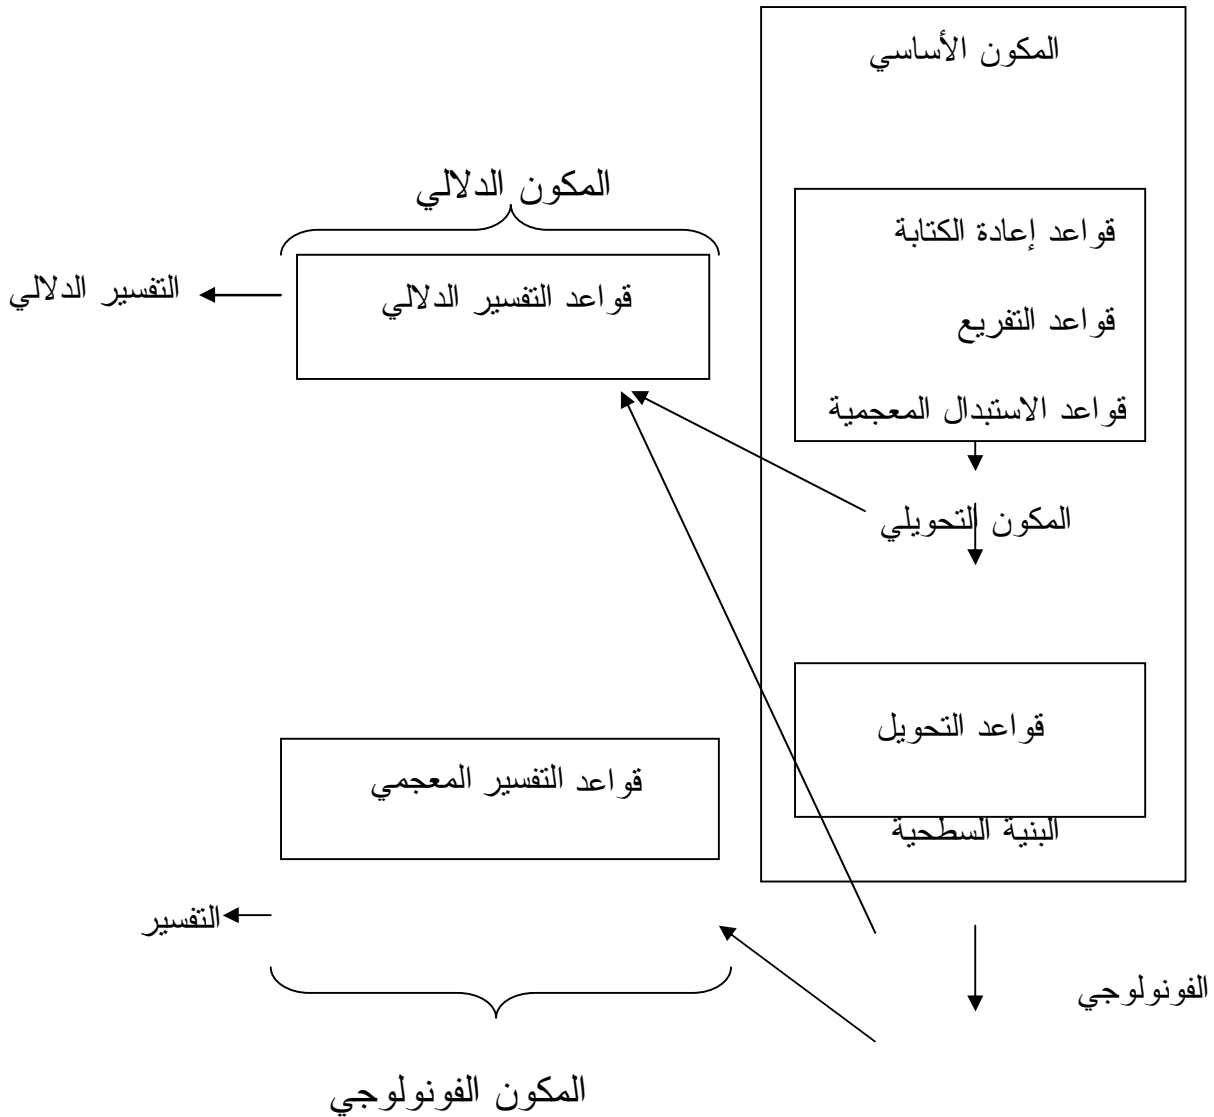 المكون الأساسي
قواعد إعادة الكتابة
قواعد التفريع
قواعد الاستبدال المعجمية
المكون التحويلي
قواعد التحويل
البنية السطحية
الفونولوجي
المكون الدلالي
قواعد التفسير الدلالي
التفسير الدلالي
قواعد التفسير المعجمي
التفسير
المكون الفونولوجي